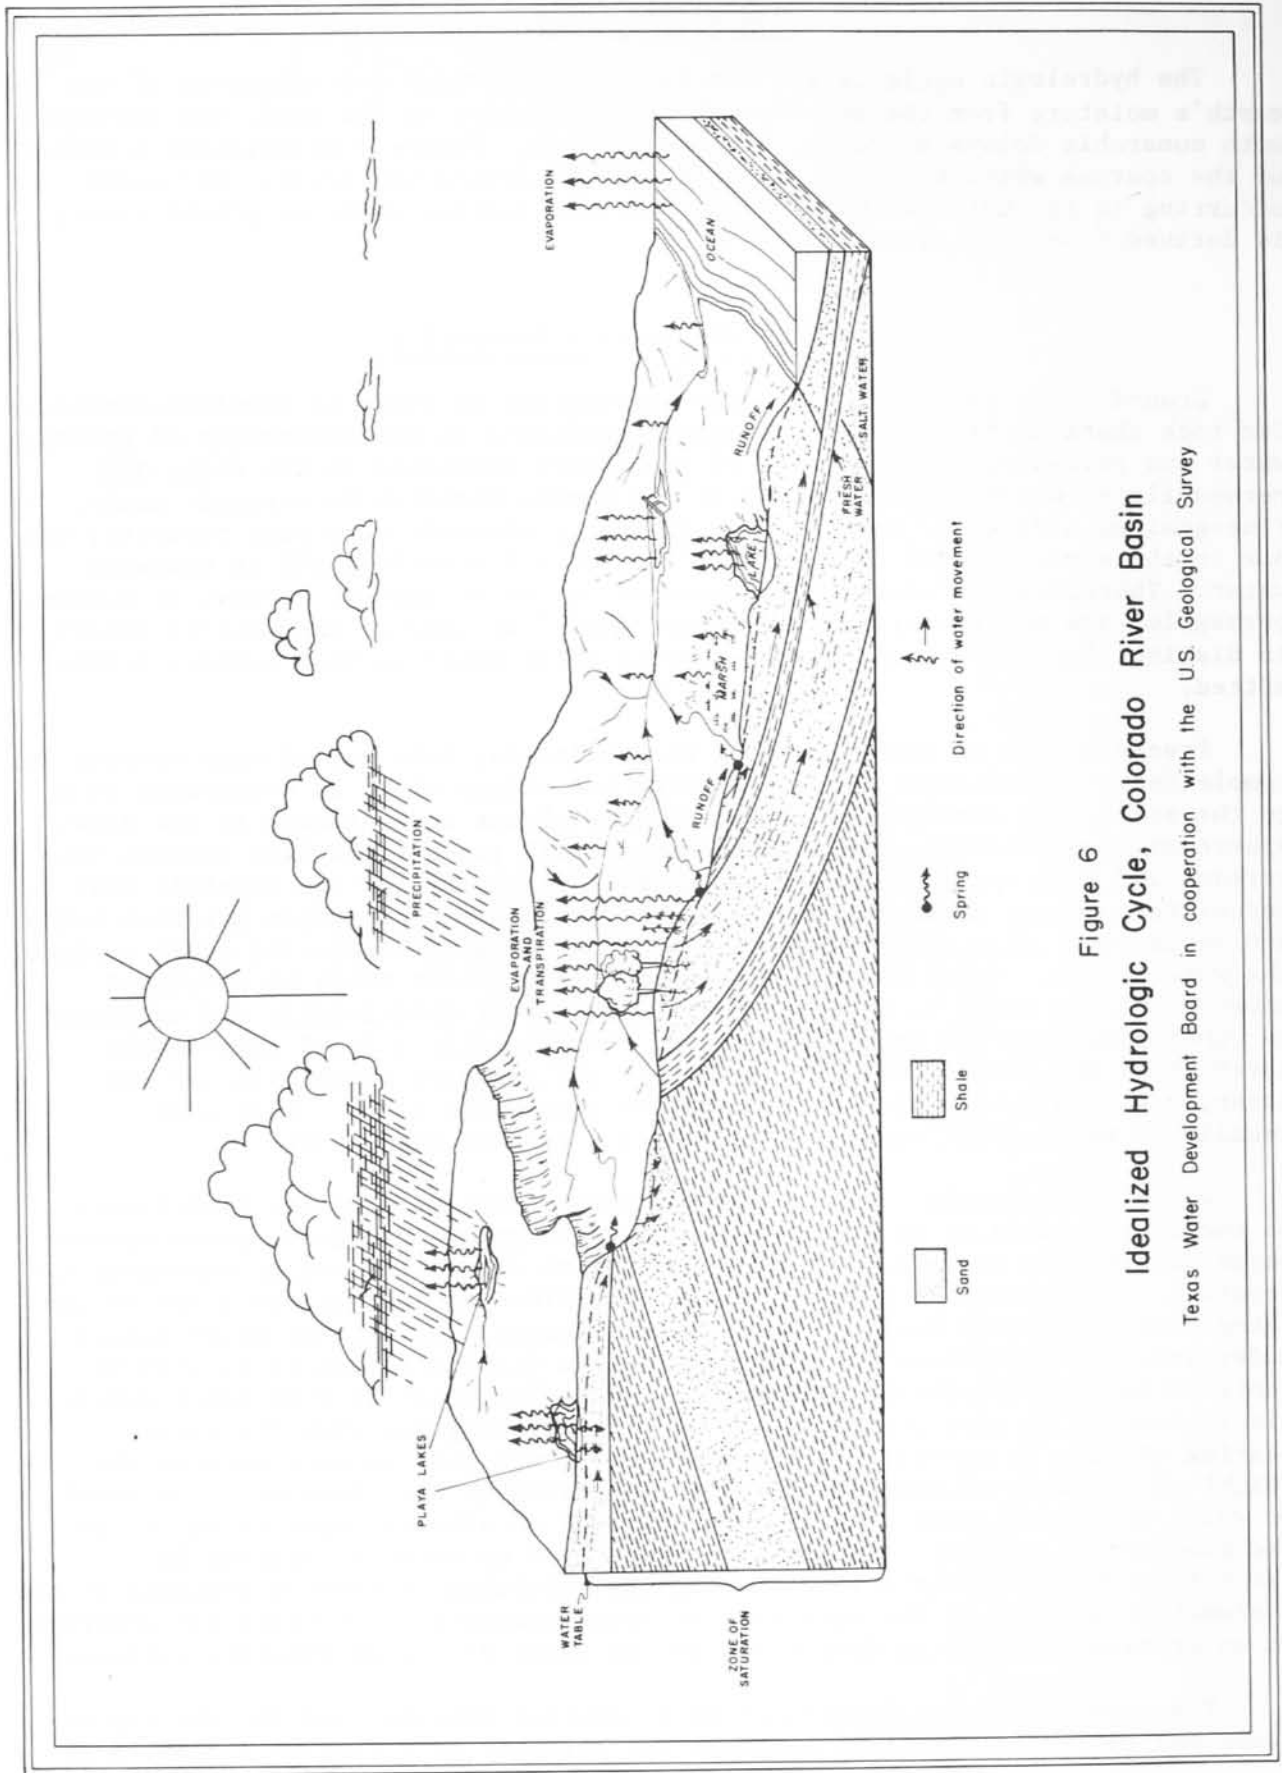 EVAPORATION
PRECIPITATION
EVAPORATION
AND
TRANSPIRATION
PLAYA LAKES
OCEAN
RUNOFF
LAKE
MARSH
RUNOFF
WATER
TABLE
ZONE OF
SATURATION
FRESH
WATER
SALT WATER
Sand
Shale
Spring
Direction of water movement
Figure 6
Idealized Hydrologic Cycle, Colorado River Basin
Texas Water Development Board in cooperation with the U.S. Geological Survey